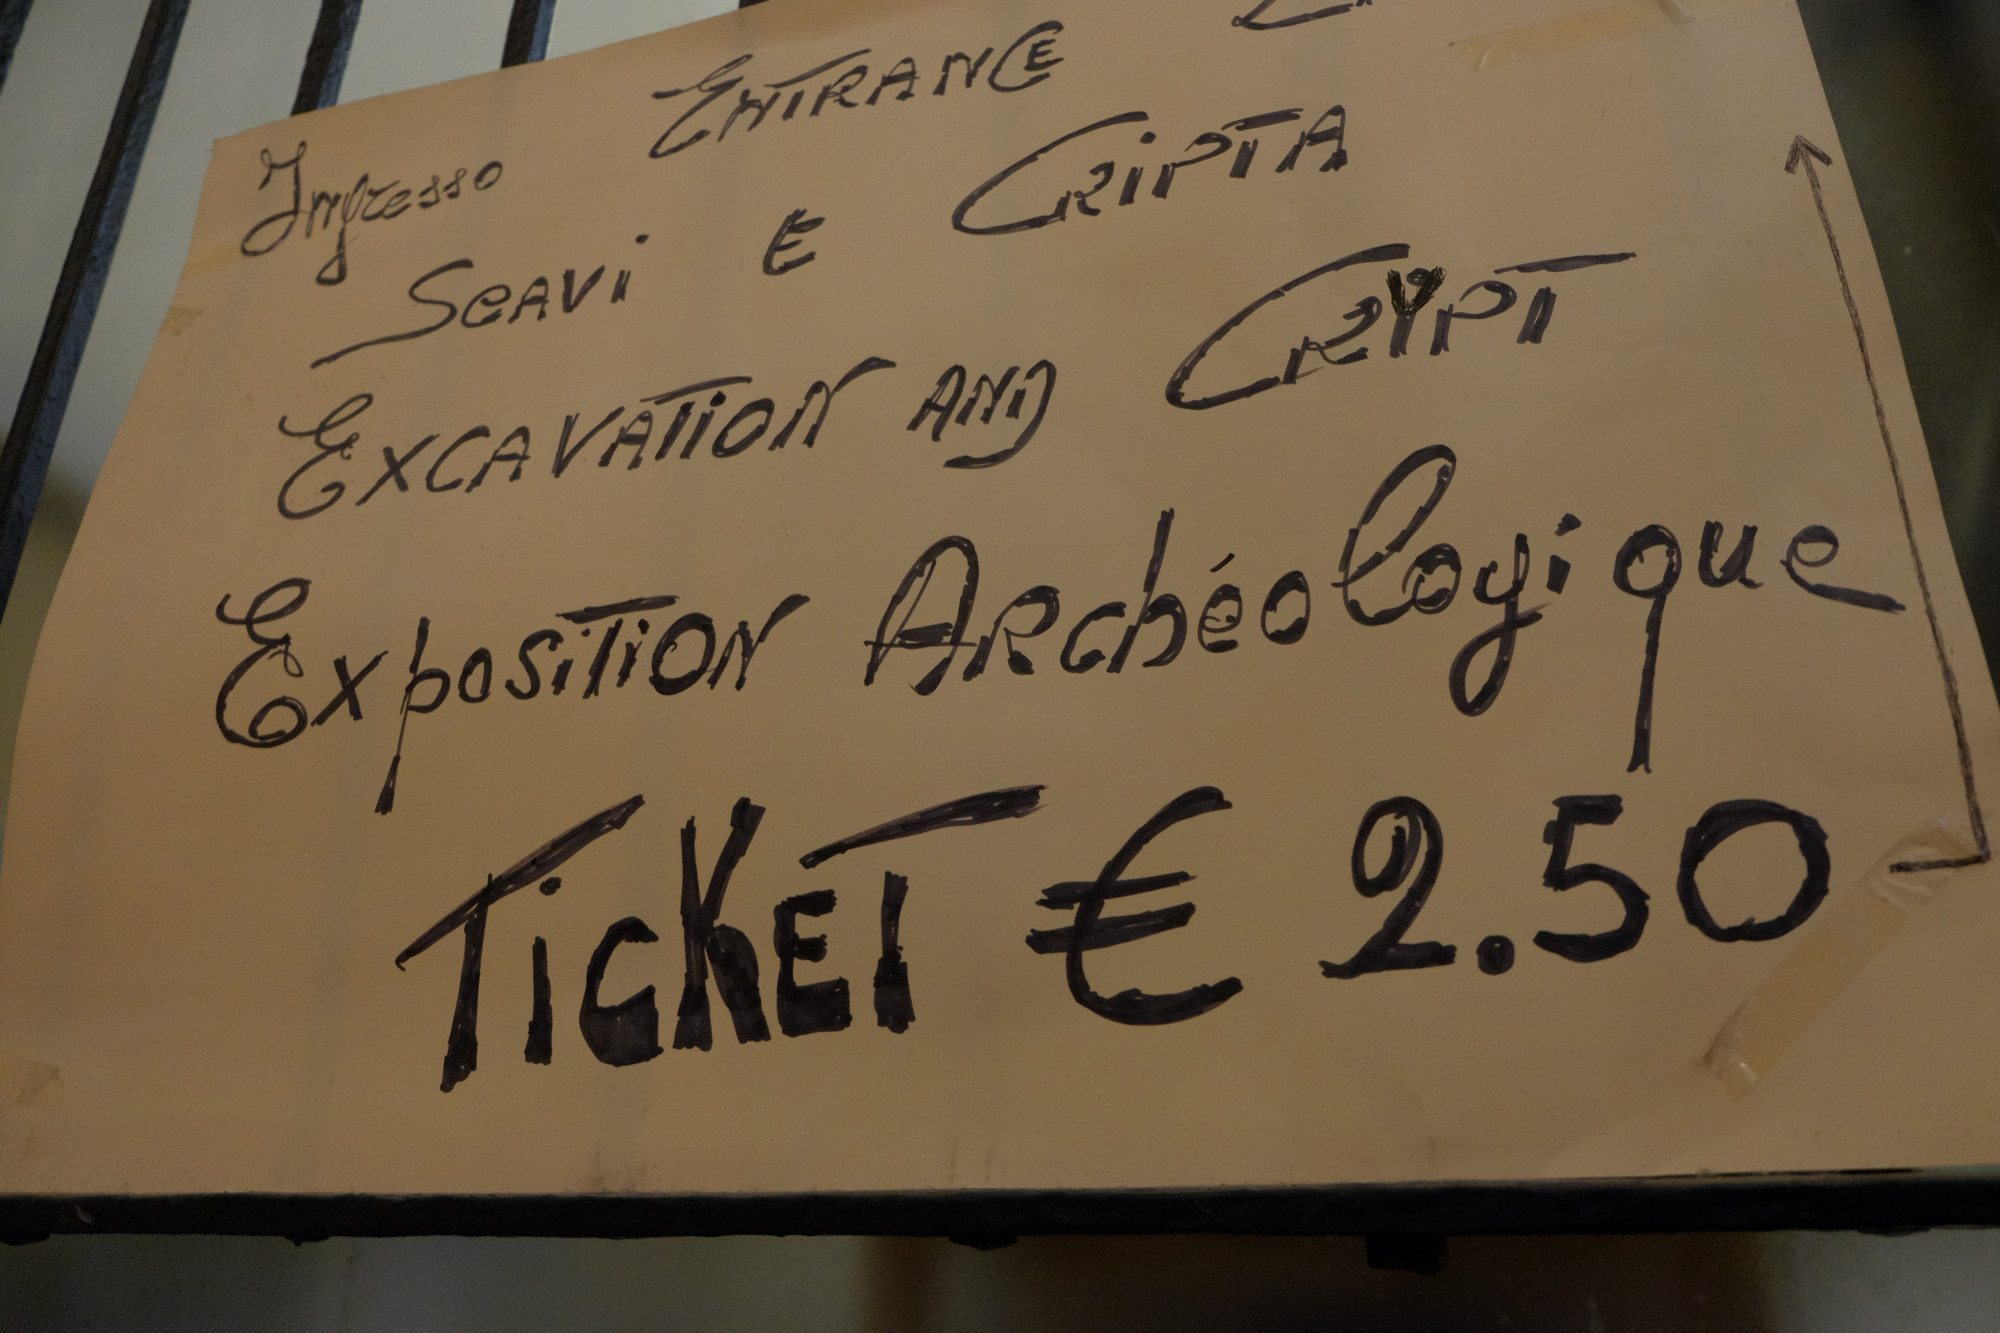 Ingresso ENTRANCE
SCAVI E CRiPTA
EXCAVATiON AND CRYPT
ExposiTiON ARchéologique
TiCKET € 2.50